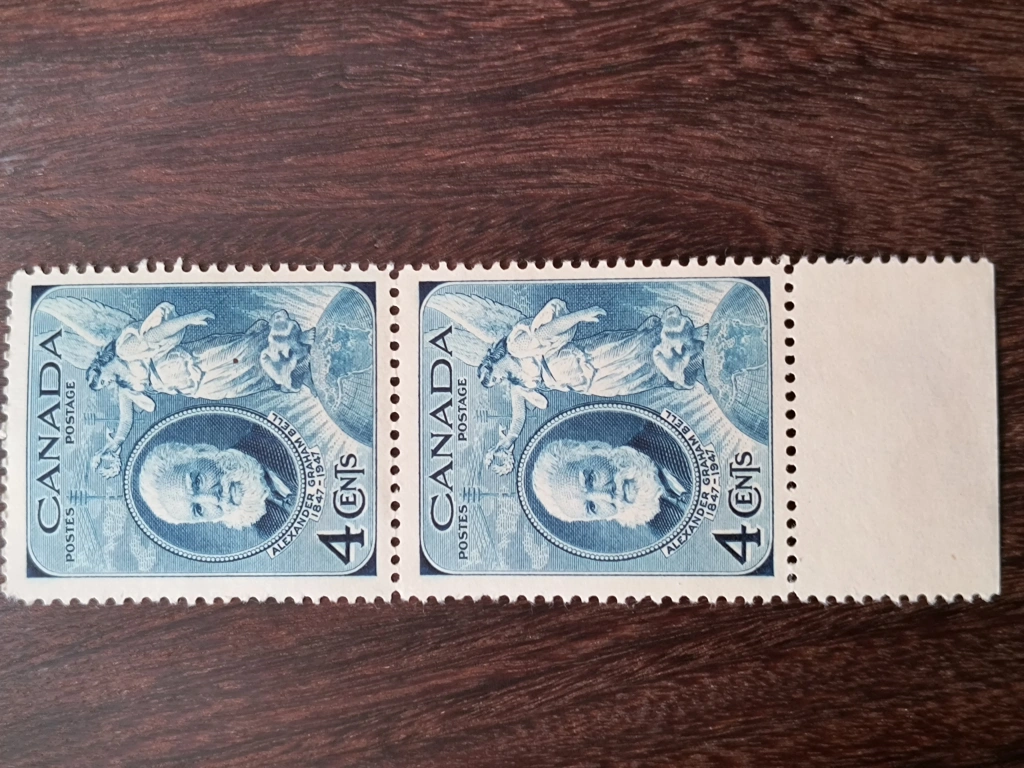 CANADA
POSTES POSTAGE
ALEXANDER GRAHAM BELL
1847-1947
4 CENTS
CANADA
POSTES POSTAGE
ALEXANDER GRAHAM BELL
1847-1947
4 CENTS